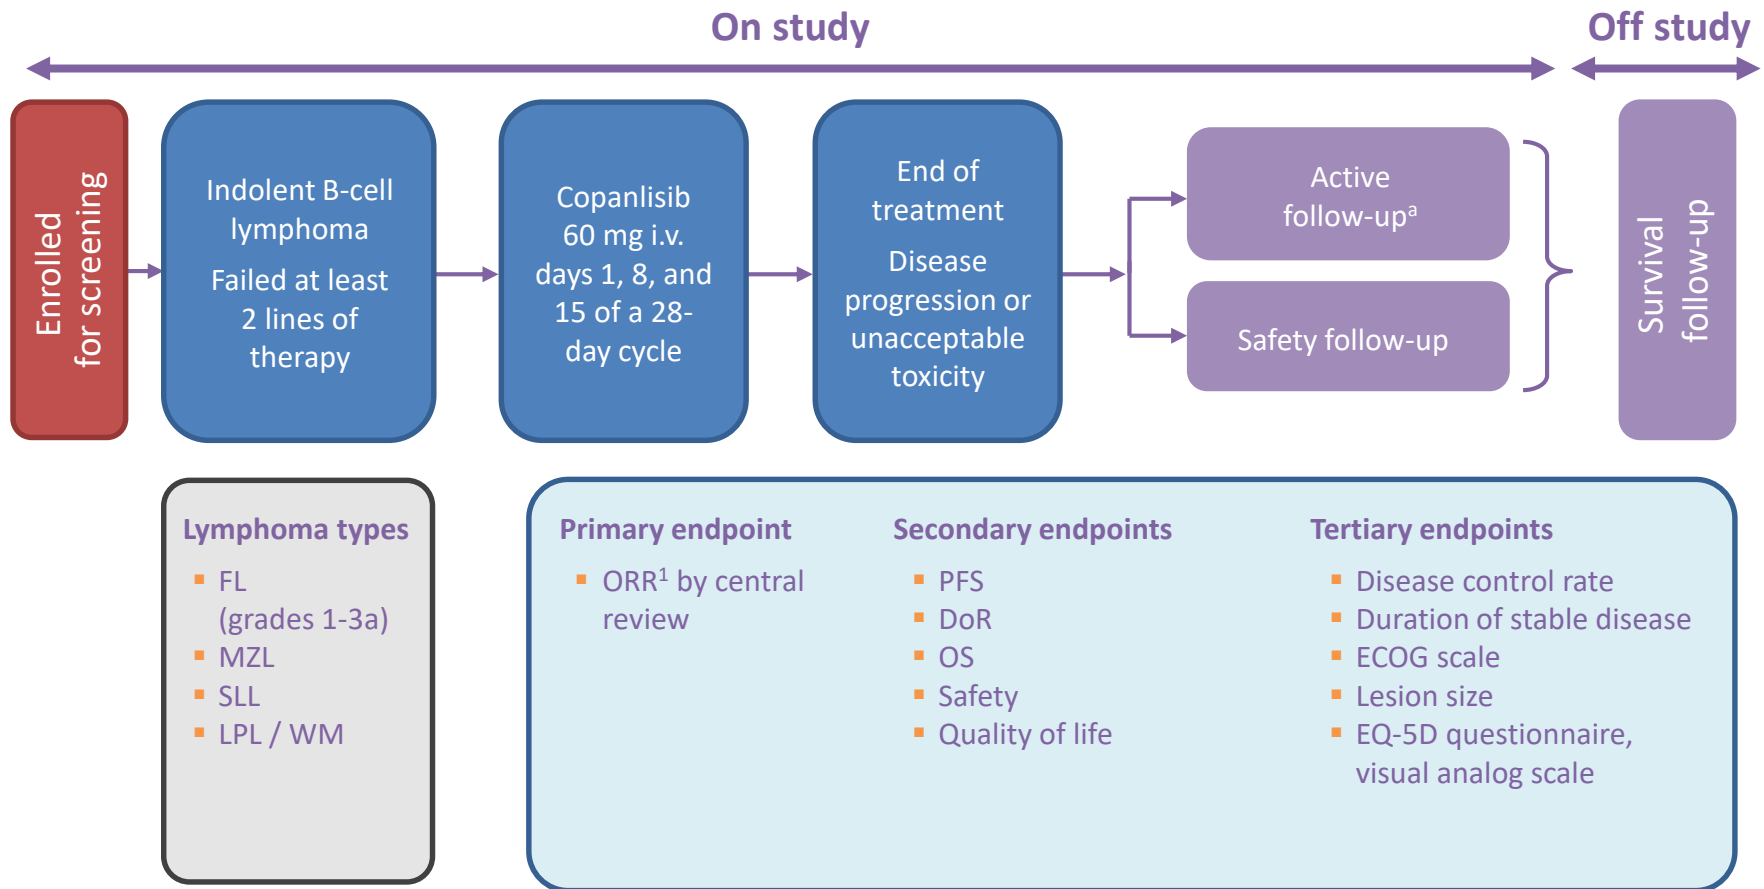 On study
Off study
Enrolled
for screening
Indolent B-cell
lymphoma
Failed at least
2 lines of
therapy
Copanlisib
60 mg i.v.
days 1, 8, and
15 of a 28-
day cycle
End of
treatment
Disease
progression or
unacceptable
toxicity
Active
follow-upᵃ
Safety follow-up
Survival
follow-up
Lymphoma types
▪ FL
(grades 1-3a)
▪ MZL
▪ SLL
▪ LPL / WM
Primary endpoint
▪ ORR¹ by central
review
Secondary endpoints
▪ PFS
▪ DoR
▪ OS
▪ Safety
▪ Quality of life
Tertiary endpoints
▪ Disease control rate
▪ Duration of stable disease
▪ ECOG scale
▪ Lesion size
▪ EQ-5D questionnaire,
visual analog scale